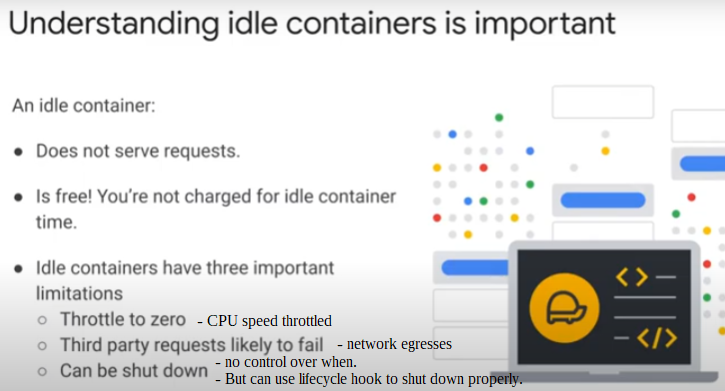 Understanding idle containers is important
An idle container:
● Does not serve requests.
● Is free! You're not charged for idle container
time.
● Idle containers have three important
limitations
○ Throttle to zero - CPU speed throttled
○ Third party requests likely to fail - network egresses
○ Can be shut down - no control over when.
- But can use lifecycle hook to shut down properly.
<> —
— </>